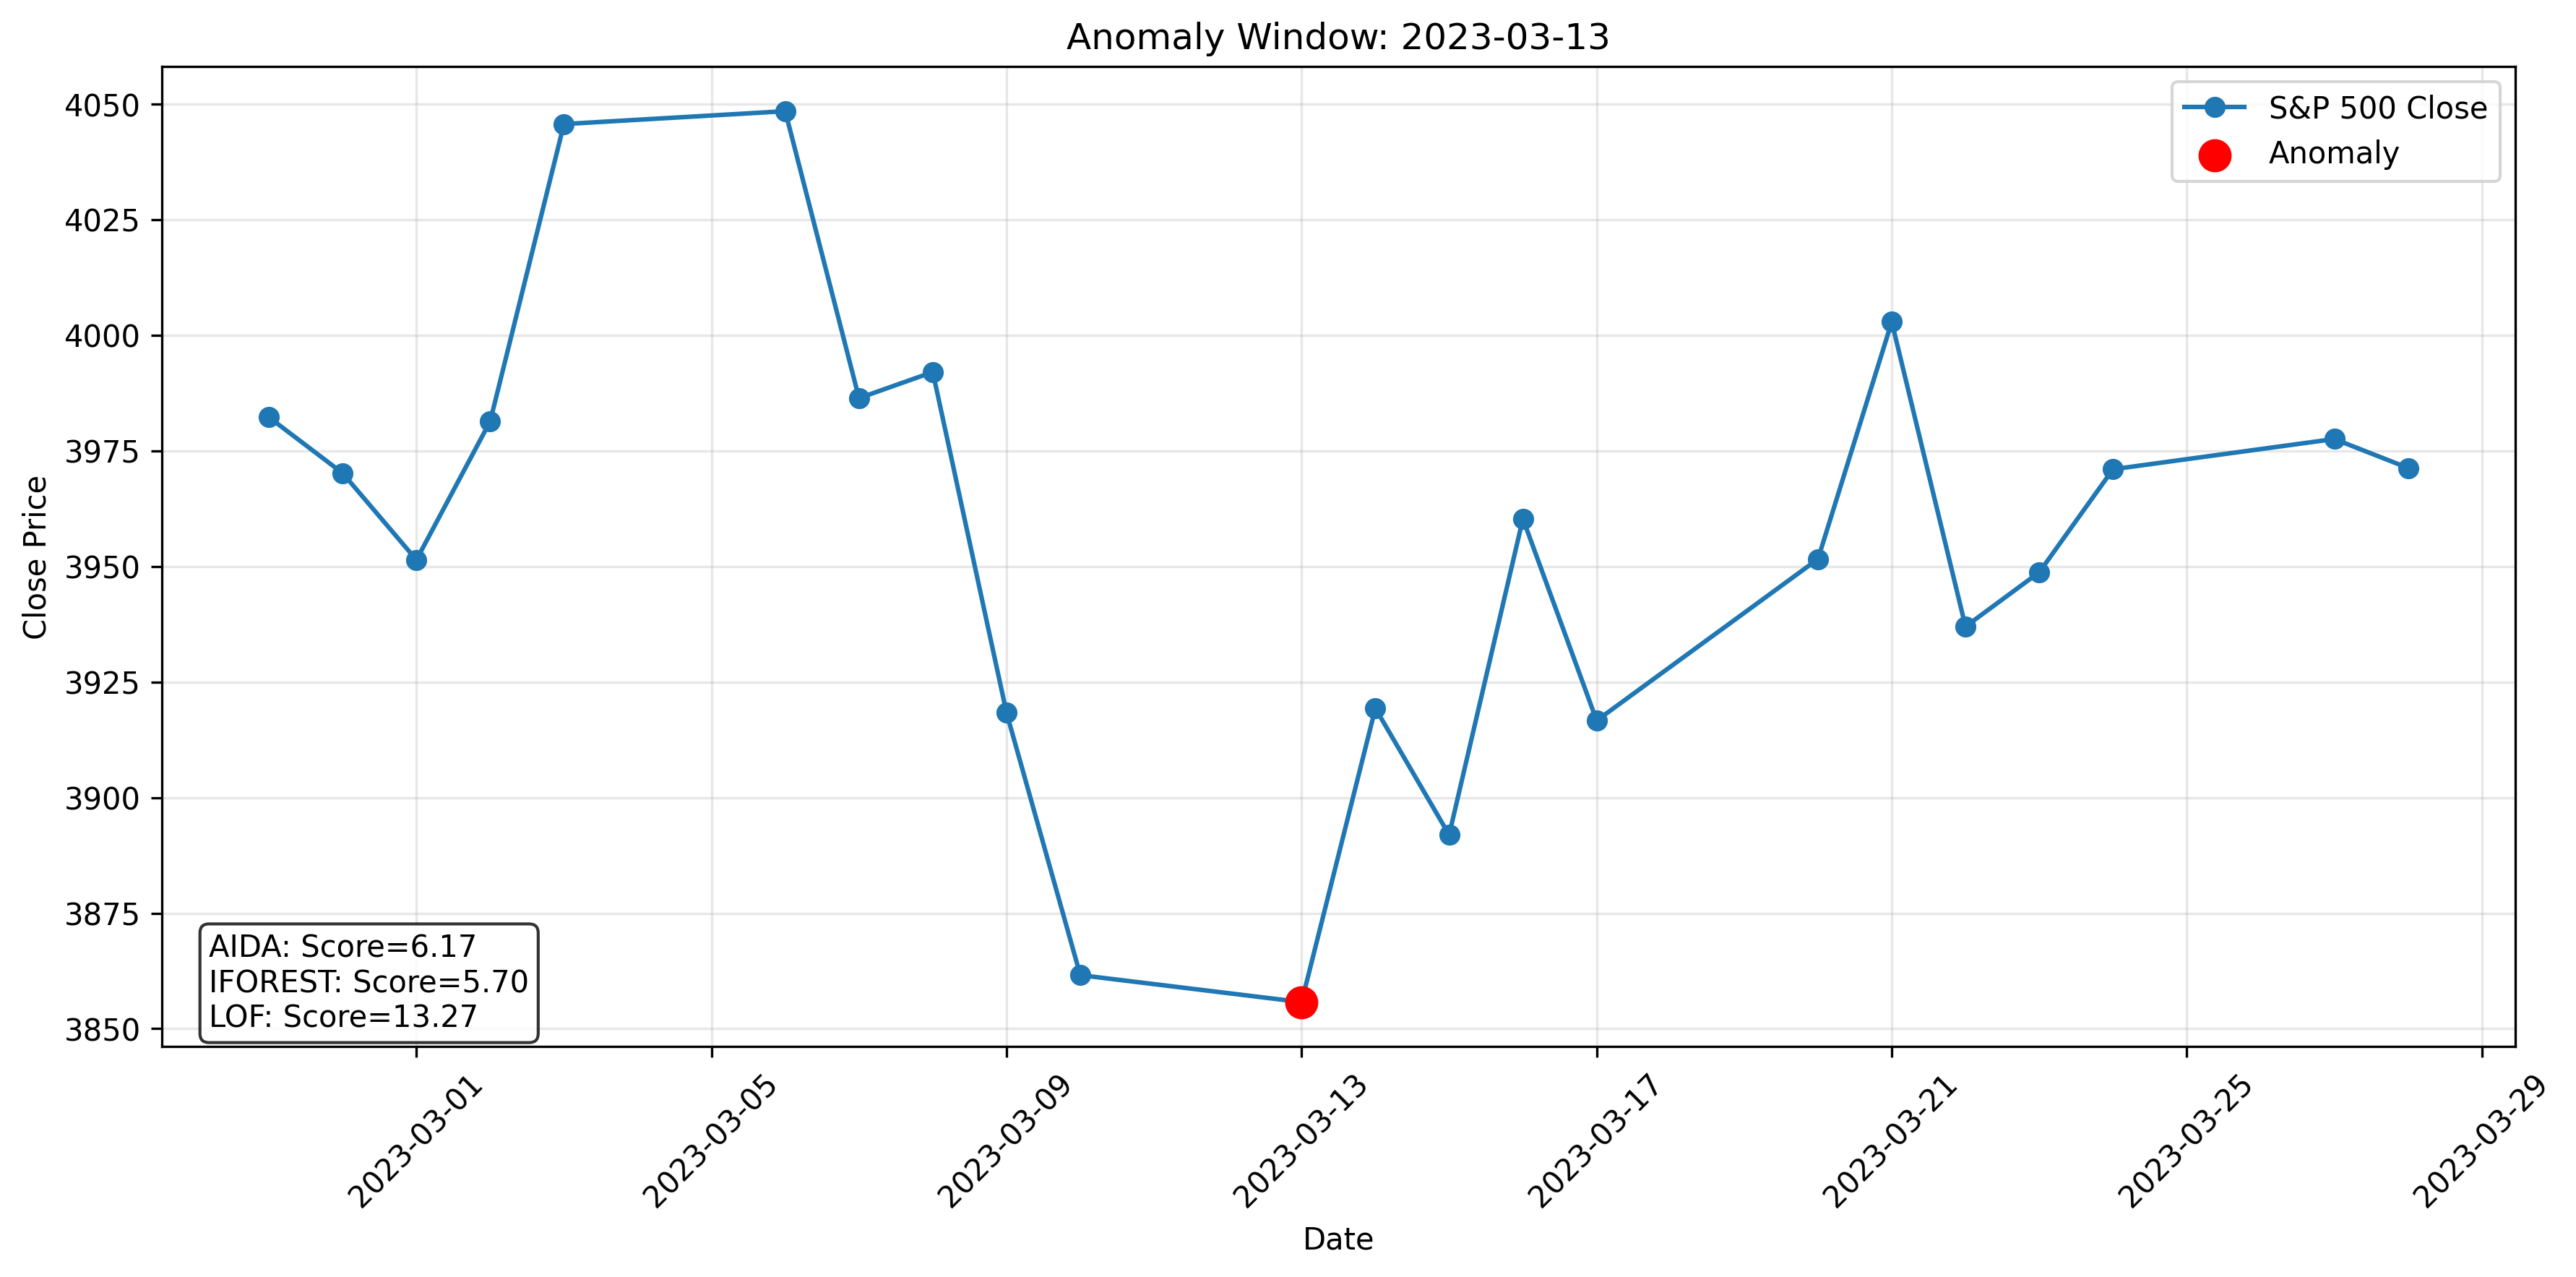 Anomaly Window: 2023-03-13
S&P 500 Close
Anomaly
4050
4025
4000
3975
3950
3925
3900
3875
3850
Close Price
AIDA: Score=6.17
IFOREST: Score=5.70
LOF: Score=13.27
2023-03-01
2023-03-05
2023-03-09
2023-03-13
2023-03-17
2023-03-21
2023-03-25
2023-03-29
Date